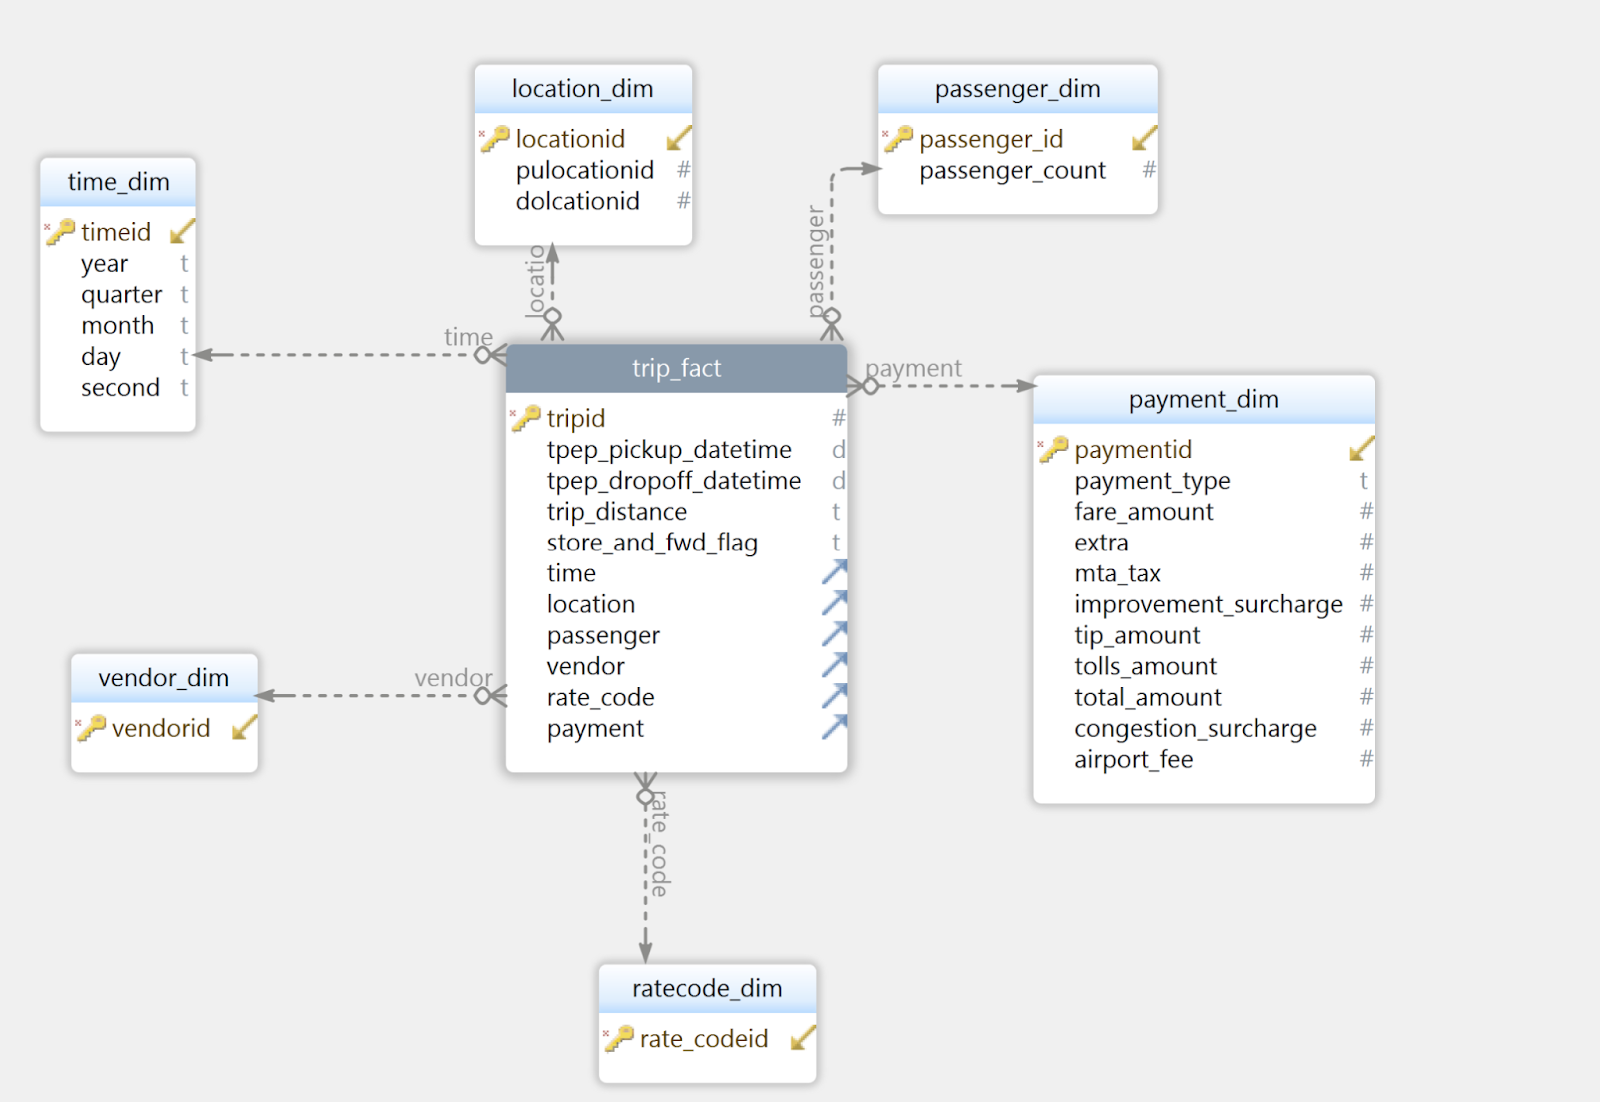 location_dim
locationid
pulocationid #
dolcationid #
passenger_dim
passenger_id
passenger_count #
time_dim
timeid
year t
quarter t
month t
day t
second t
locatio
passenger
time
payment
trip_fact
tripid #
tpep_pickup_datetime d
tpep_dropoff_datetime d
trip_distance t
store_and_fwd_flag t
time
location
passenger
vendor
rate_code
payment
payment_dim
paymentid
payment_type t
fare_amount #
extra #
mta_tax #
improvement_surcharge #
tip_amount #
tolls_amount #
total_amount #
congestion_surcharge #
airport_fee #
vendor_dim
vendorid
vendor
rate_code
ratecode_dim
rate_codeid